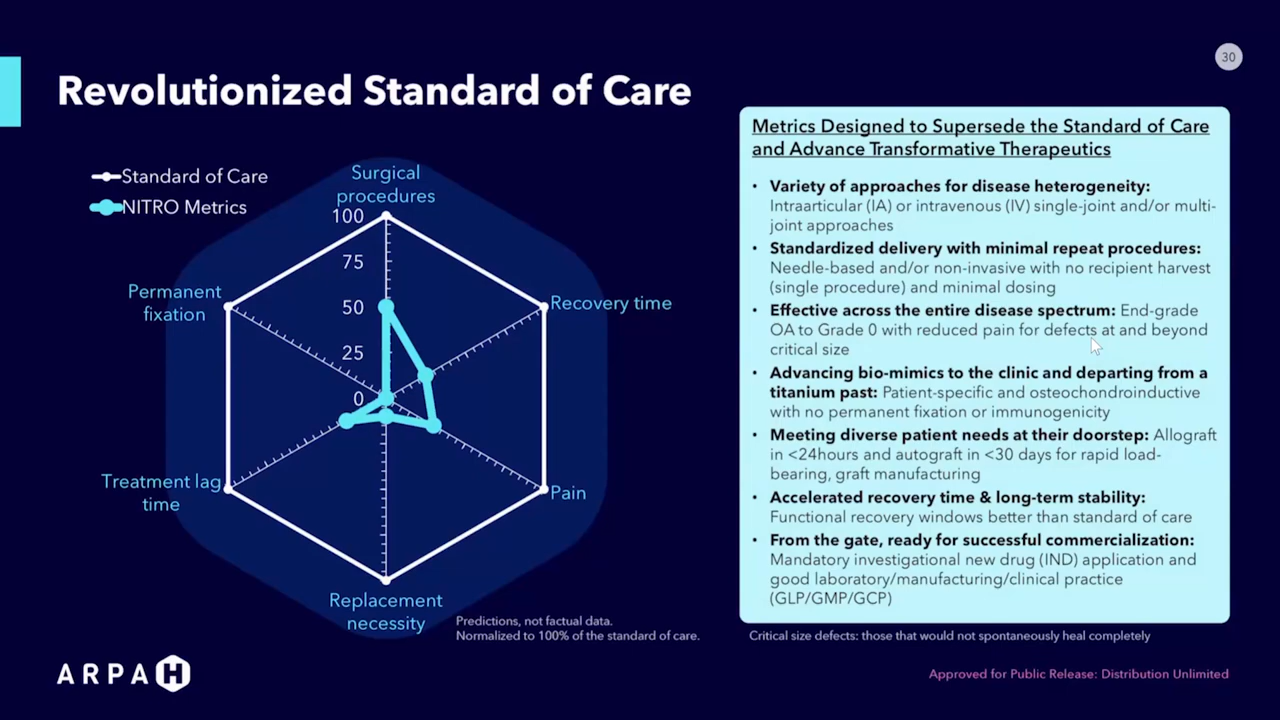 30
Revolutionized Standard of Care
Standard of Care
NITRO Metrics
Surgical
procedures
100
75
50
25
0
Recovery time
Pain
Replacement
necessity
Treatment lag
time
Permanent
fixation
Predictions, not factual data.
Normalized to 100% of the standard of care.
Metrics Designed to Supersede the Standard of Care
and Advance Transformative Therapeutics
• Variety of approaches for disease heterogeneity:
Intraarticular (IA) or intravenous (IV) single-joint and/or multi-
joint approaches
• Standardized delivery with minimal repeat procedures:
Needle-based and/or non-invasive with no recipient harvest
(single procedure) and minimal dosing
• Effective across the entire disease spectrum: End-grade
OA to Grade 0 with reduced pain for defects at and beyond
critical size
• Advancing bio-mimics to the clinic and departing from a
titanium past: Patient-specific and osteochondroinductive
with no permanent fixation or immunogenicity
• Meeting diverse patient needs at their doorstep: Allograft
in <24hours and autograft in <30 days for rapid load-
bearing, graft manufacturing
• Accelerated recovery time & long-term stability:
Functional recovery windows better than standard of care
• From the gate, ready for successful commercialization:
Mandatory investigational new drug (IND) application and
good laboratory/manufacturing/clinical practice
(GLP/GMP/GCP)
Critical size defects: those that would not spontaneously heal completely
ARPA H
Approved for Public Release: Distribution Unlimited